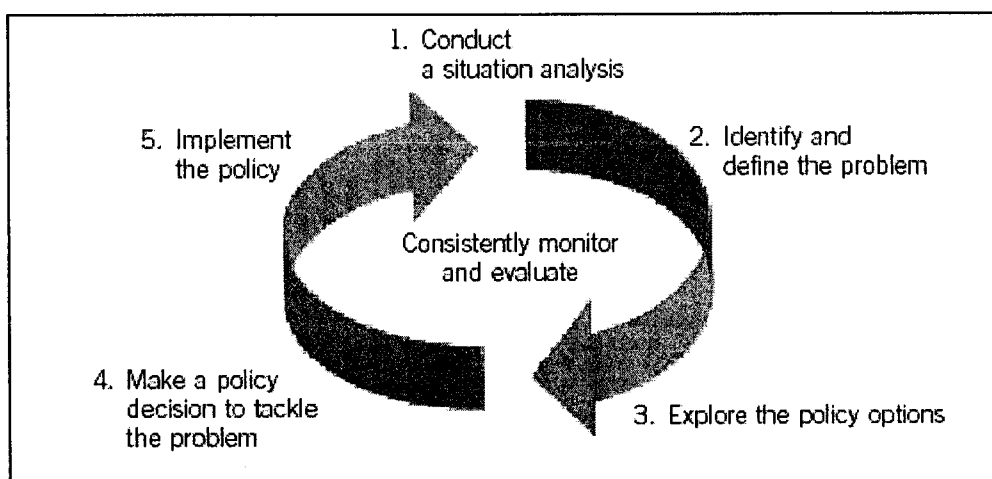 1. Conduct
a situation analysis
2. Identify and
define the problem
3. Explore the policy options
4. Make a policy
decision to tackle
the problem
5. Implement
the policy
Consistently monitor
and evaluate